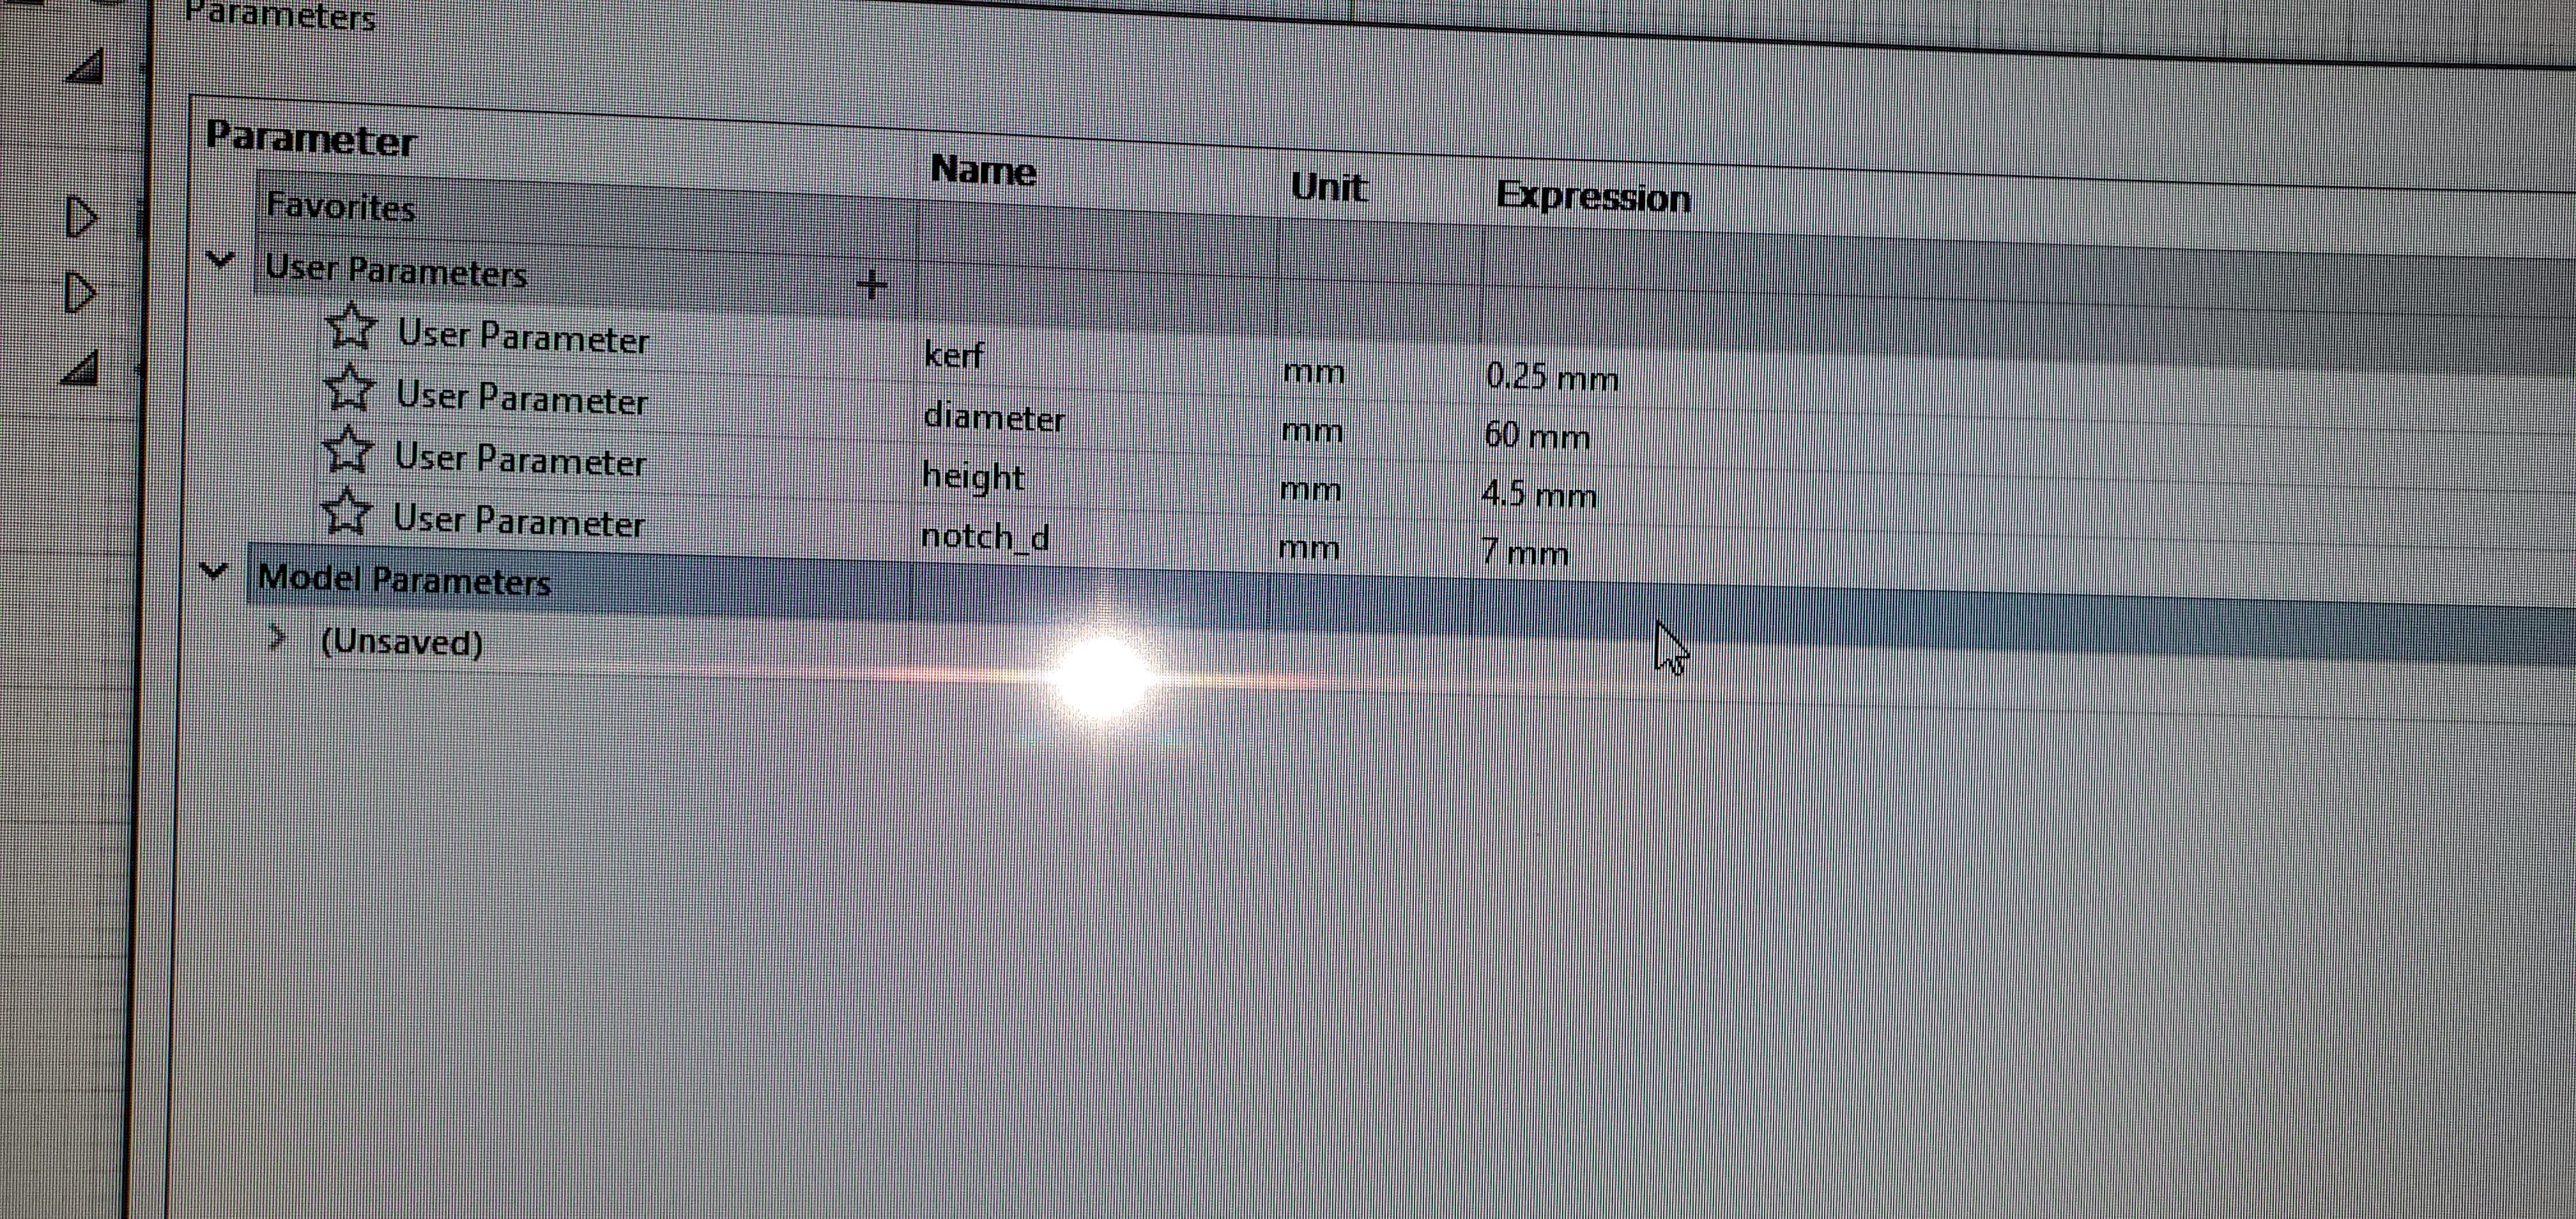 Parameters
Parameter Name Unit Expression
Favorites
User Parameters +
User Parameter kerf mm 0.25 mm
User Parameter diameter mm 60 mm
User Parameter height mm 4.5 mm
User Parameter notch_d mm 7 mm
Model Parameters
(Unsaved)